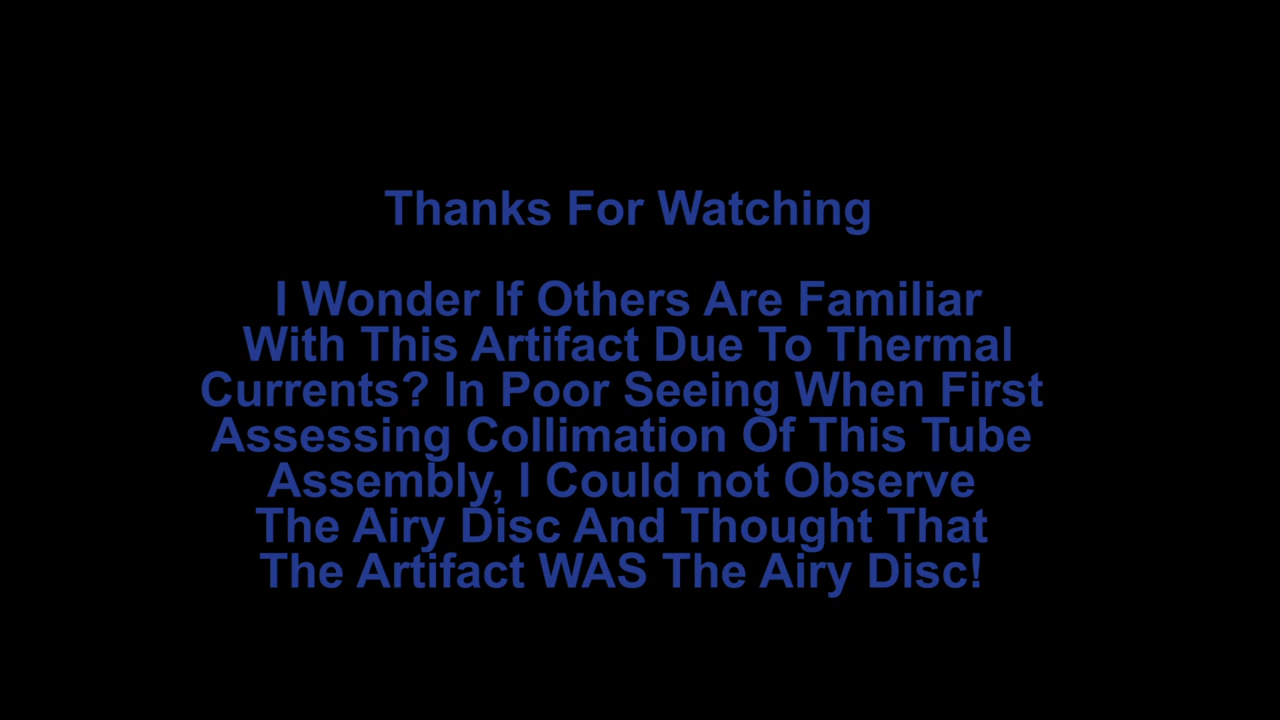 Thanks For Watching
I Wonder If Others Are Familiar
With This Artifact Due To Thermal
Currents? In Poor Seeing When First
Assessing Collimation Of This Tube
Assembly, I Could not Observe
The Airy Disc And Thought That
The Artifact WAS The Airy Disc!